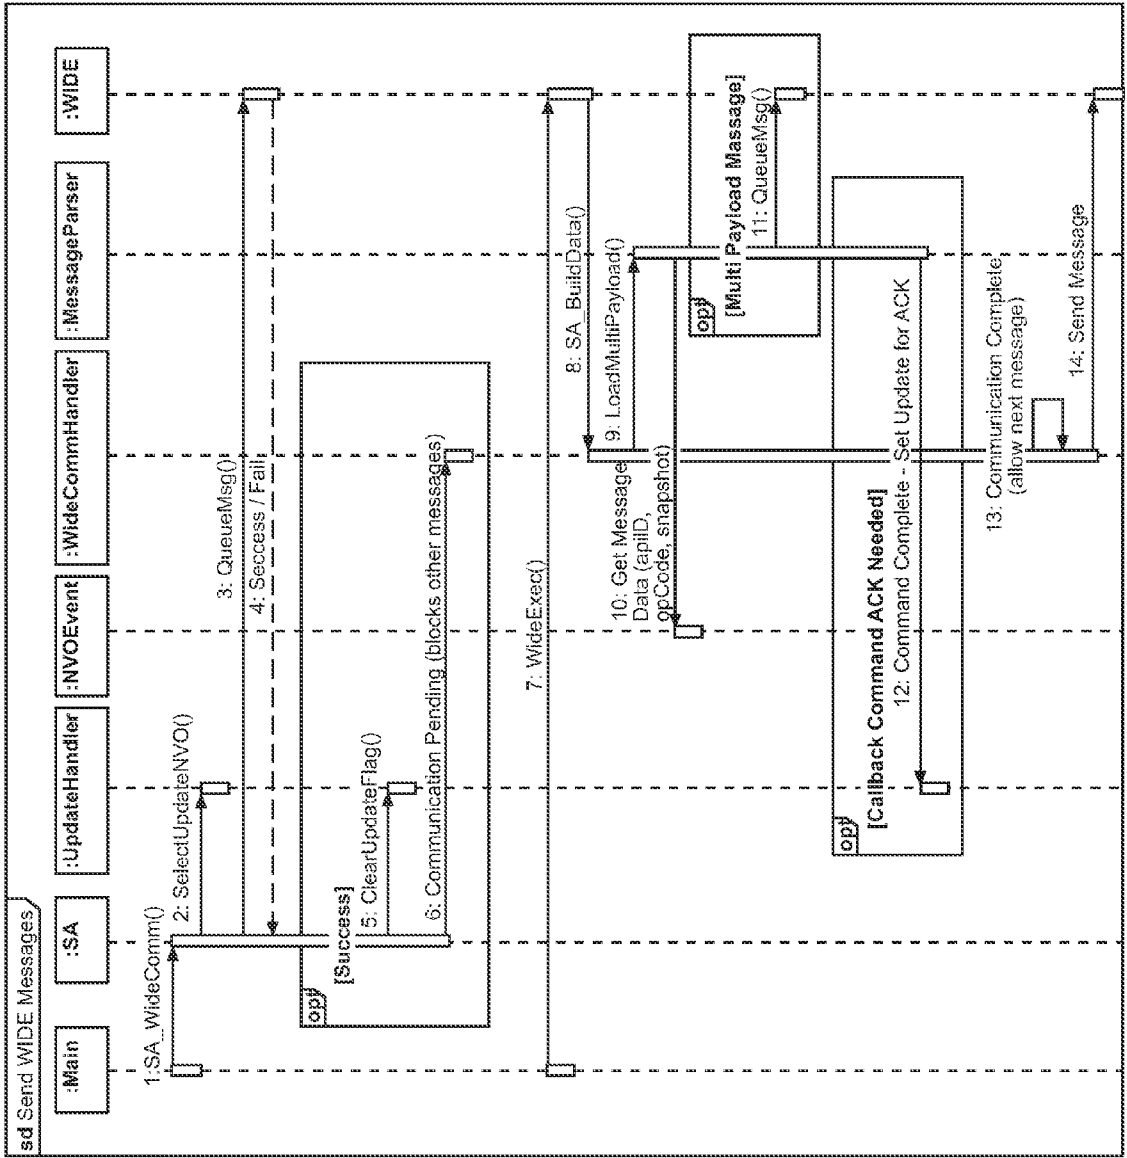 sd Send WIDE Messages
:Main
:SA
:UpdateHandler
:NVOEvent
:WideCommHandler
:MessageParser
:WIDE
1:SA_WideComm()
2: SelectUpdateNVO()
3: QueueMsg()
4: Seccess / Fail
opt
[Success]
5: ClearUpdateFlag()
6: Communication Pending (blocks other messages)
7: WideExec()
8: SA_BuildData()
9: LoadMultiPayload()
10: Get Message
Data (apiID,
opCode, snapshot)
opt
[Multi Payload Massage]
11: QueueMsg()
opt
[Callback Command ACK Needed]
12: Command Complete - Set Update for ACK
13: Communication Complete
(allow next message)
14: Send Message